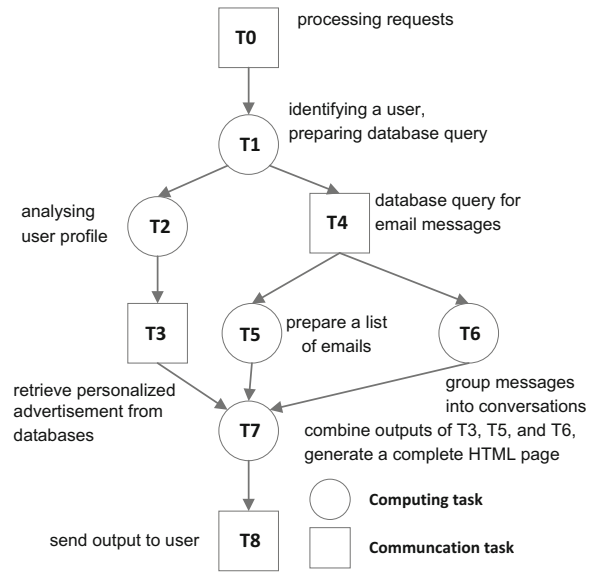 processing requests
T0
identifying a user,
preparing database query
T1
analysing
user profile
T2
T4
database query for
email messages
T3
T5
prepare a list
of emails
T6
retrieve personalized
advertisement from
databases
group messages
into conversations
T7
combine outputs of T3, T5, and T6,
generate a complete HTML page
Computing task
send output to user
T8
Communcation task